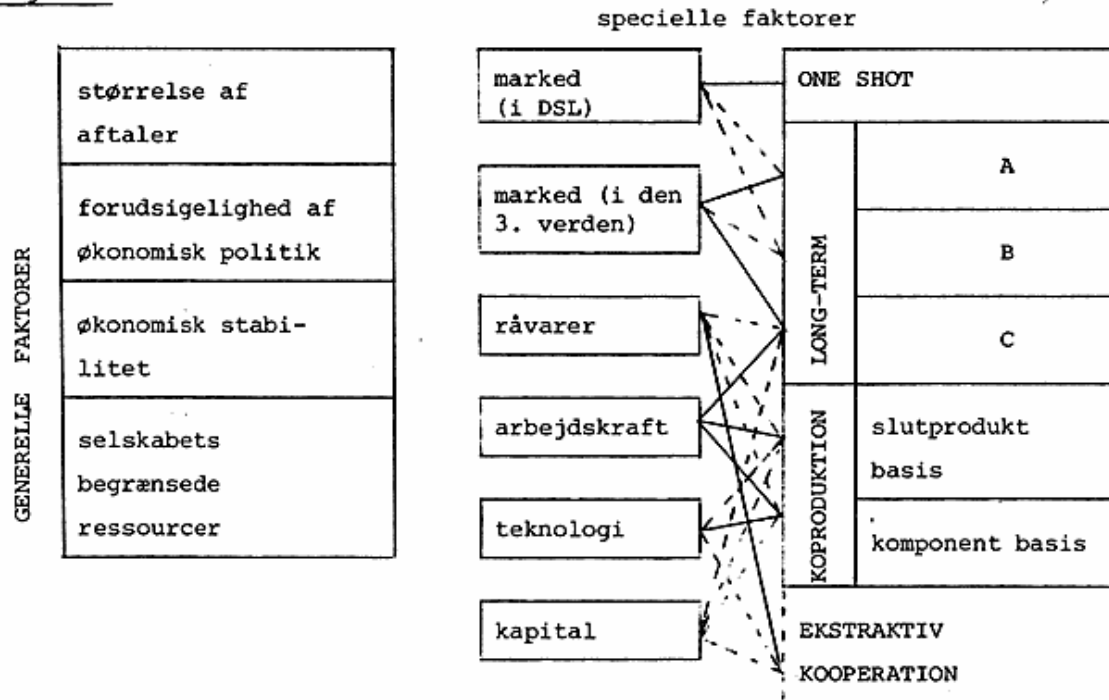 specielle faktorer
GENERELLE FAKTORER
størrelse af
aftaler
forudsigelighed af
økonomisk politik
økonomisk stabi-
litet
selskabets
begrænsede
ressourcer
marked
(i DSL)
marked (i den
3. verden)
råvarer
arbejdskraft
teknologi
kapital
ONE SHOT
LONG-TERM
A
B
C
KOPRODUKTION
slutprodukt
basis
komponent basis
EKSTRAKTIV
KOOPERATION